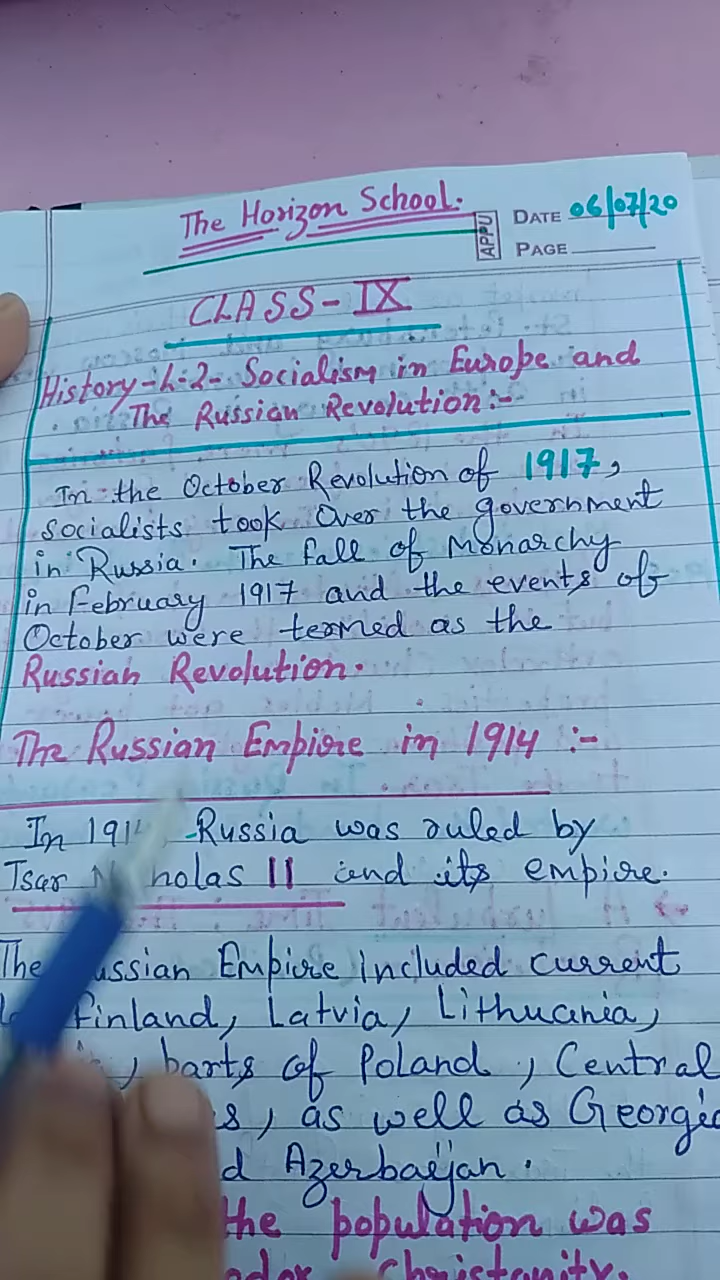 The Horizon School.
APPU
DATE 06/07/20
PAGE
CLASS-IX
History-L-2- Socialism in Europe and
The Russian Revolution:-
In the October Revolution of 1917,
Socialists took over the government
in Russia. The fall of Monarchy
in February 1917 and the events of
October were termed as the
Russian Revolution.
The Russian Empire in 1914 :-
In 191 Russia was ruled by
Tsar N holas II and its empire.
The ussian Empire included current
Finland, Latvia, Lithuania,
, parts of Poland, Central
s, as well as Georgia
d Azerbaijan.
the population was
Christanity.